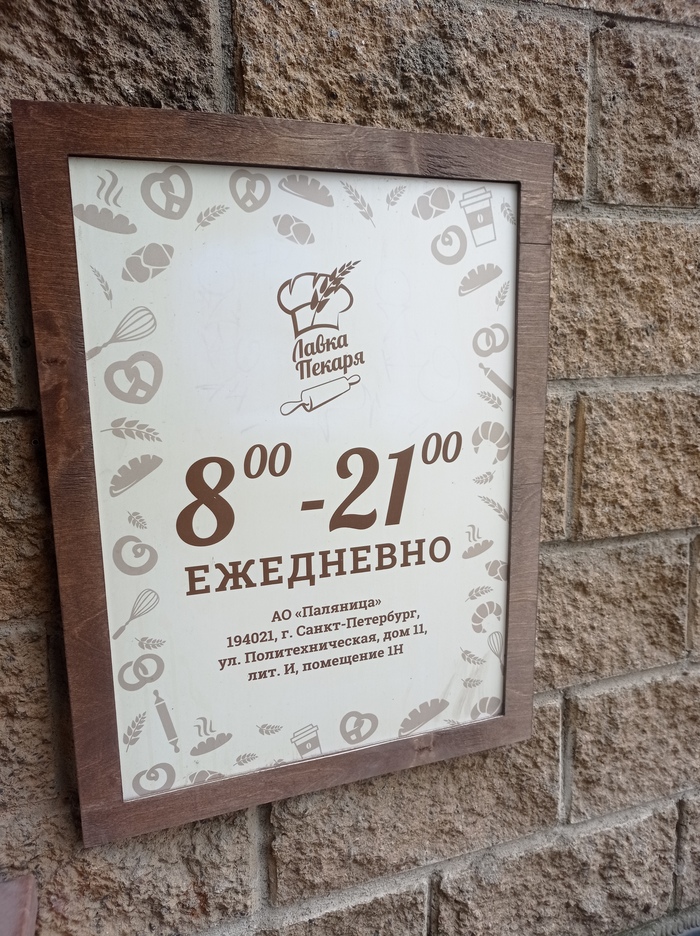 Лавка
Пекаря
8⁰⁰ - 21⁰⁰
ЕЖЕДНЕВНО
АО «Паляница»
194021, г. Санкт-Петербург,
ул. Политехническая, дом 11,
лит. И, помещение 1Н